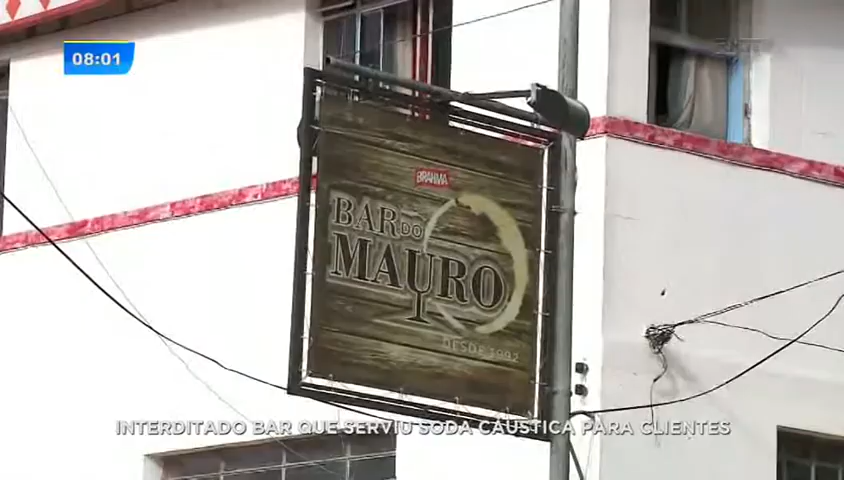 08:01
BRAHMA
BAR DO
MAURO
DESDE 1992
INTERDITADO BAR QUE SERVIU SODA CÁUSTICA PARA CLIENTES